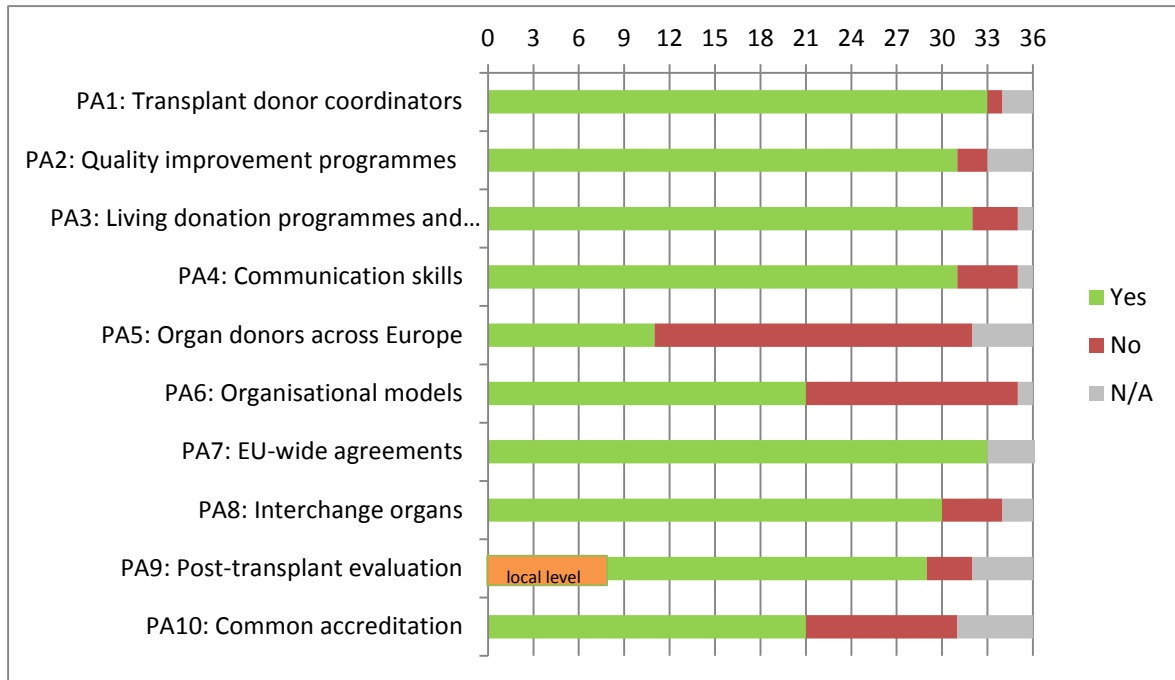 0 3 6 9 12 15 18 21 24 27 30 33 36
PA1: Transplant donor coordinators
PA2: Quality improvement programmes
PA3: Living donation programmes and...
PA4: Communication skills
PA5: Organ donors across Europe
PA6: Organisational models
PA7: EU-wide agreements
PA8: Interchange organs
PA9: Post-transplant evaluation
local level
PA10: Common accreditation
Yes
No
N/A